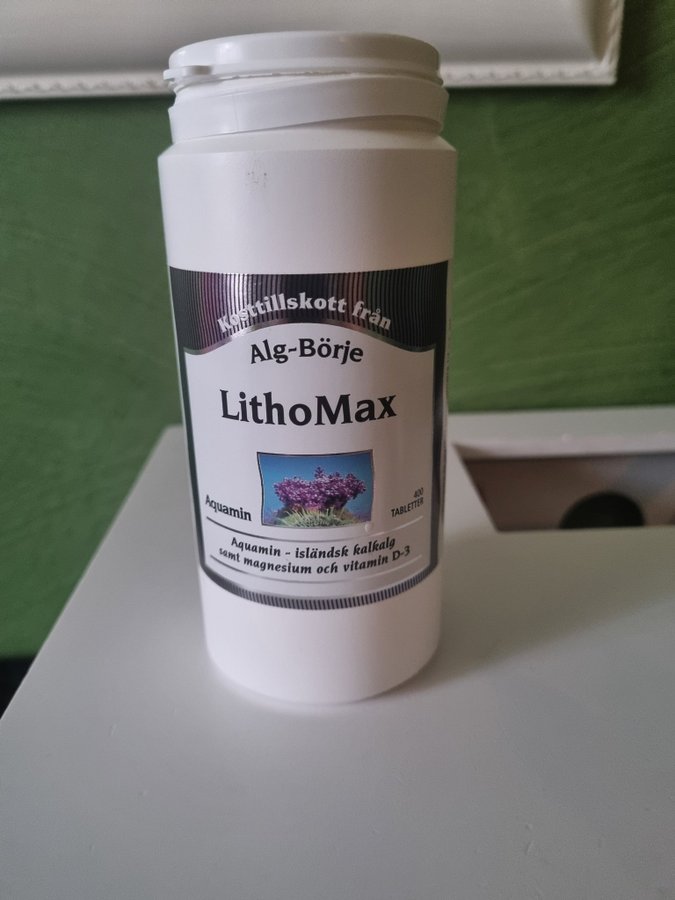 Kosttillskott från
Alg-Börje
LithoMax
Aquamin
400
TABLETTER
Aquamin - isländsk kalkalg
samt magnesium och vitamin D-3